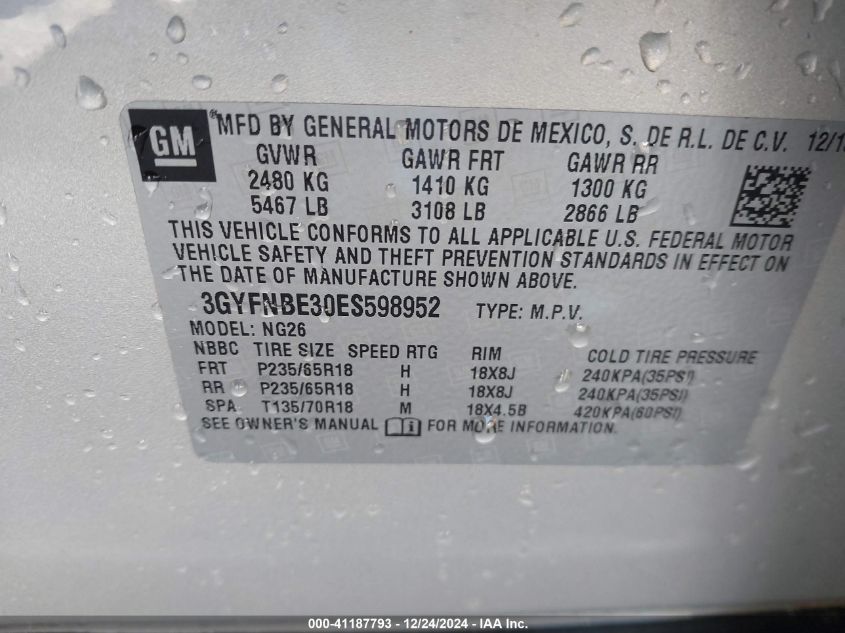 GM
®MFD BY GENERAL MOTORS DE MEXICO, S. DE R.L. DE C.V.
GVWR GAWR FRT GAWR RR
2480 KG 1410 KG 1300 KG
5467 LB 3108 LB 2866 LB
THIS VEHICLE CONFORMS TO ALL APPLICABLE U.S. FEDERAL MOTOR
VEHICLE SAFETY AND THEFT PREVENTION STANDARDS IN EFFECT ON
THE DATE OF MANUFACTURE SHOWN ABOVE.
3GYFNBE30ES598952 TYPE: M.P.V.
MODEL: NG26
NBBC TIRE SIZE SPEED RTG RIM COLD TIRE PRESSURE
FRT P235/65R18 H 18X8J 240KPA(35PSI)
RR P235/65R18 H 18X8J 240KPA(35PSI)
SPA T135/70R18 M 18X4.5B 420KPA(60PSI)
SEE OWNER'S MANUAL FOR MORE INFORMATION.
000-41187793 - 12/24/2024 - IAA Inc.